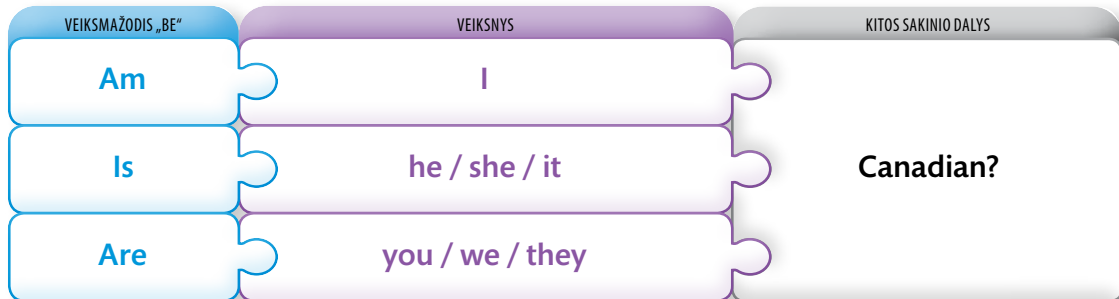 VEIKSMAŽODIS „BE“ VEIKSNYS KITOS SAKINIO DALYS
Am I
Is he / she / it Canadian?
Are you / we / they